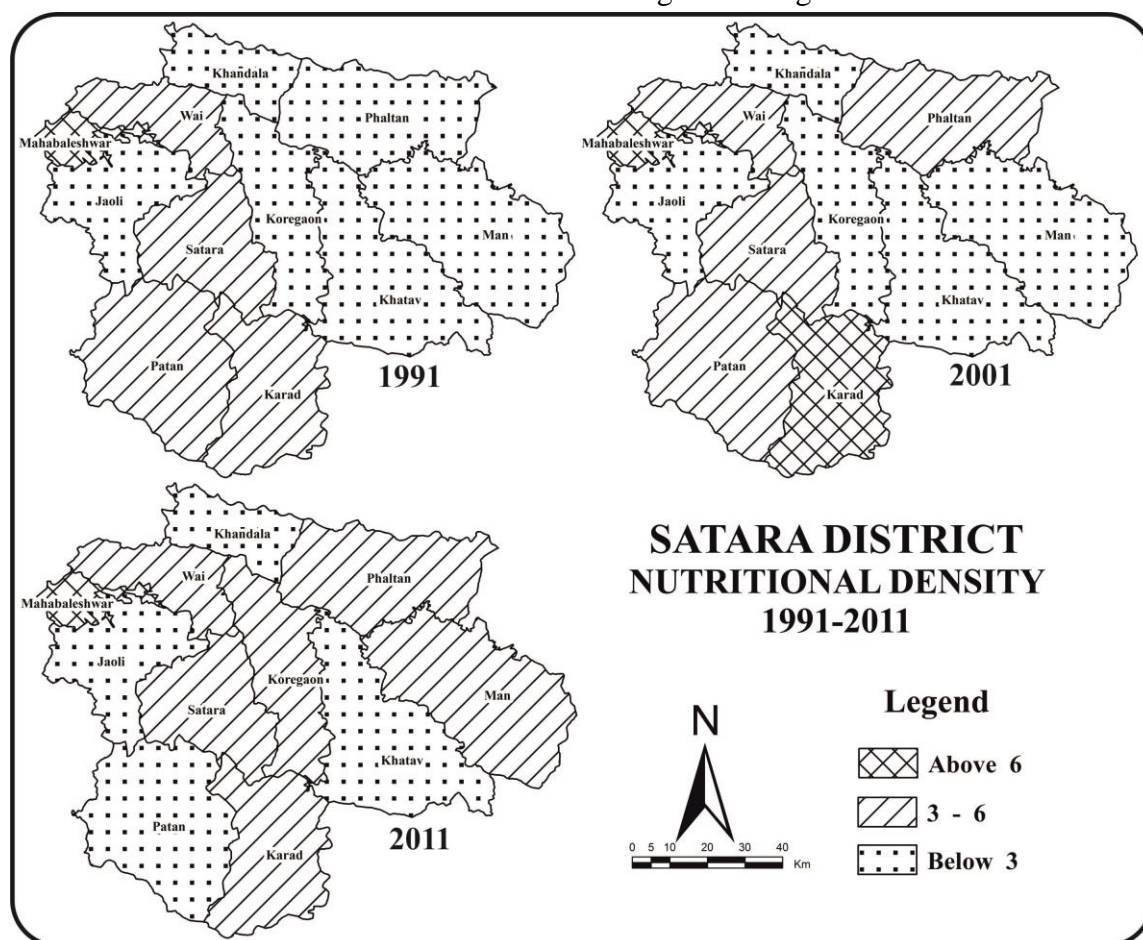 Khandala
Phaltan
Wai
Mahabaleshwar
Jaoli
Koregaon
Man
Satara
Khatav
Patan
Karad
1991
Khandala
Phaltan
Wai
Mahabaleshwar
Jaoli
Koregaon
Man
Satara
Khatav
Patan
Karad
2001
Khandala
Phaltan
Wai
Mahabaleshwar
Jaoli
Koregaon
Man
Satara
Khatav
Patan
Karad
2011
SATARA DISTRICT
NUTRITIONAL DENSITY
1991-2011
N
0 5 10 20 30 40
Km
Legend
Above 6
3 - 6
Below 3